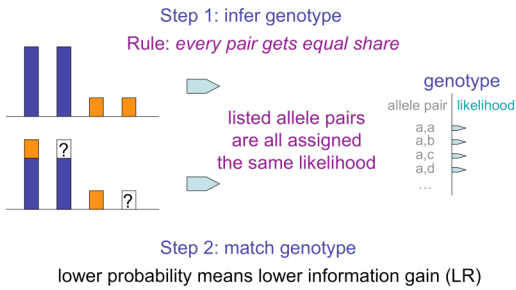 Step 1: infer genotype
Rule: every pair gets equal share
genotype
allele pair likelihood
listed allele pairs
are all assigned
the same likelihood
a,a
a,b
a,c
a,d
...
?
?
Step 2: match genotype
lower probability means lower information gain (LR)